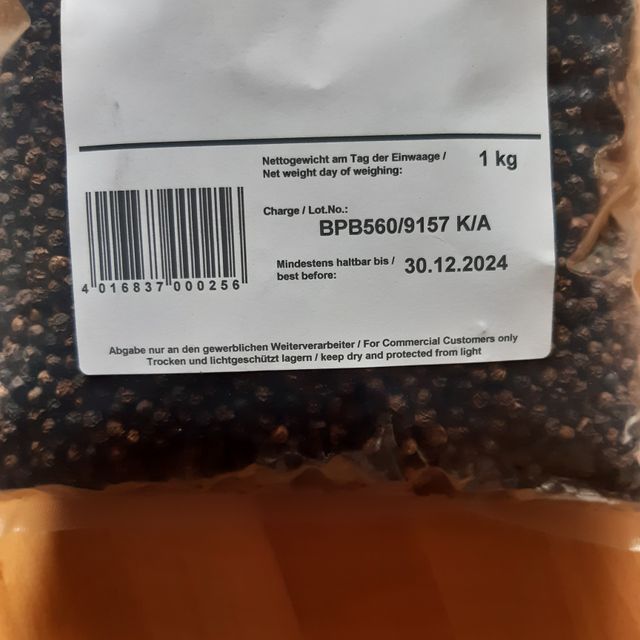 Nettogewicht am Tag der Einwaage /
Net weight day of weighing:
1 kg
Charge / Lot.No.:
BPB560/9157 K/A
Mindestens haltbar bis /
best before:
30.12.2024
4 016837 000256
Abgabe nur an den gewerblichen Weiterverarbeiter / For Commercial Customers only
Trocken und lichtgeschützt lagern / keep dry and protected from light